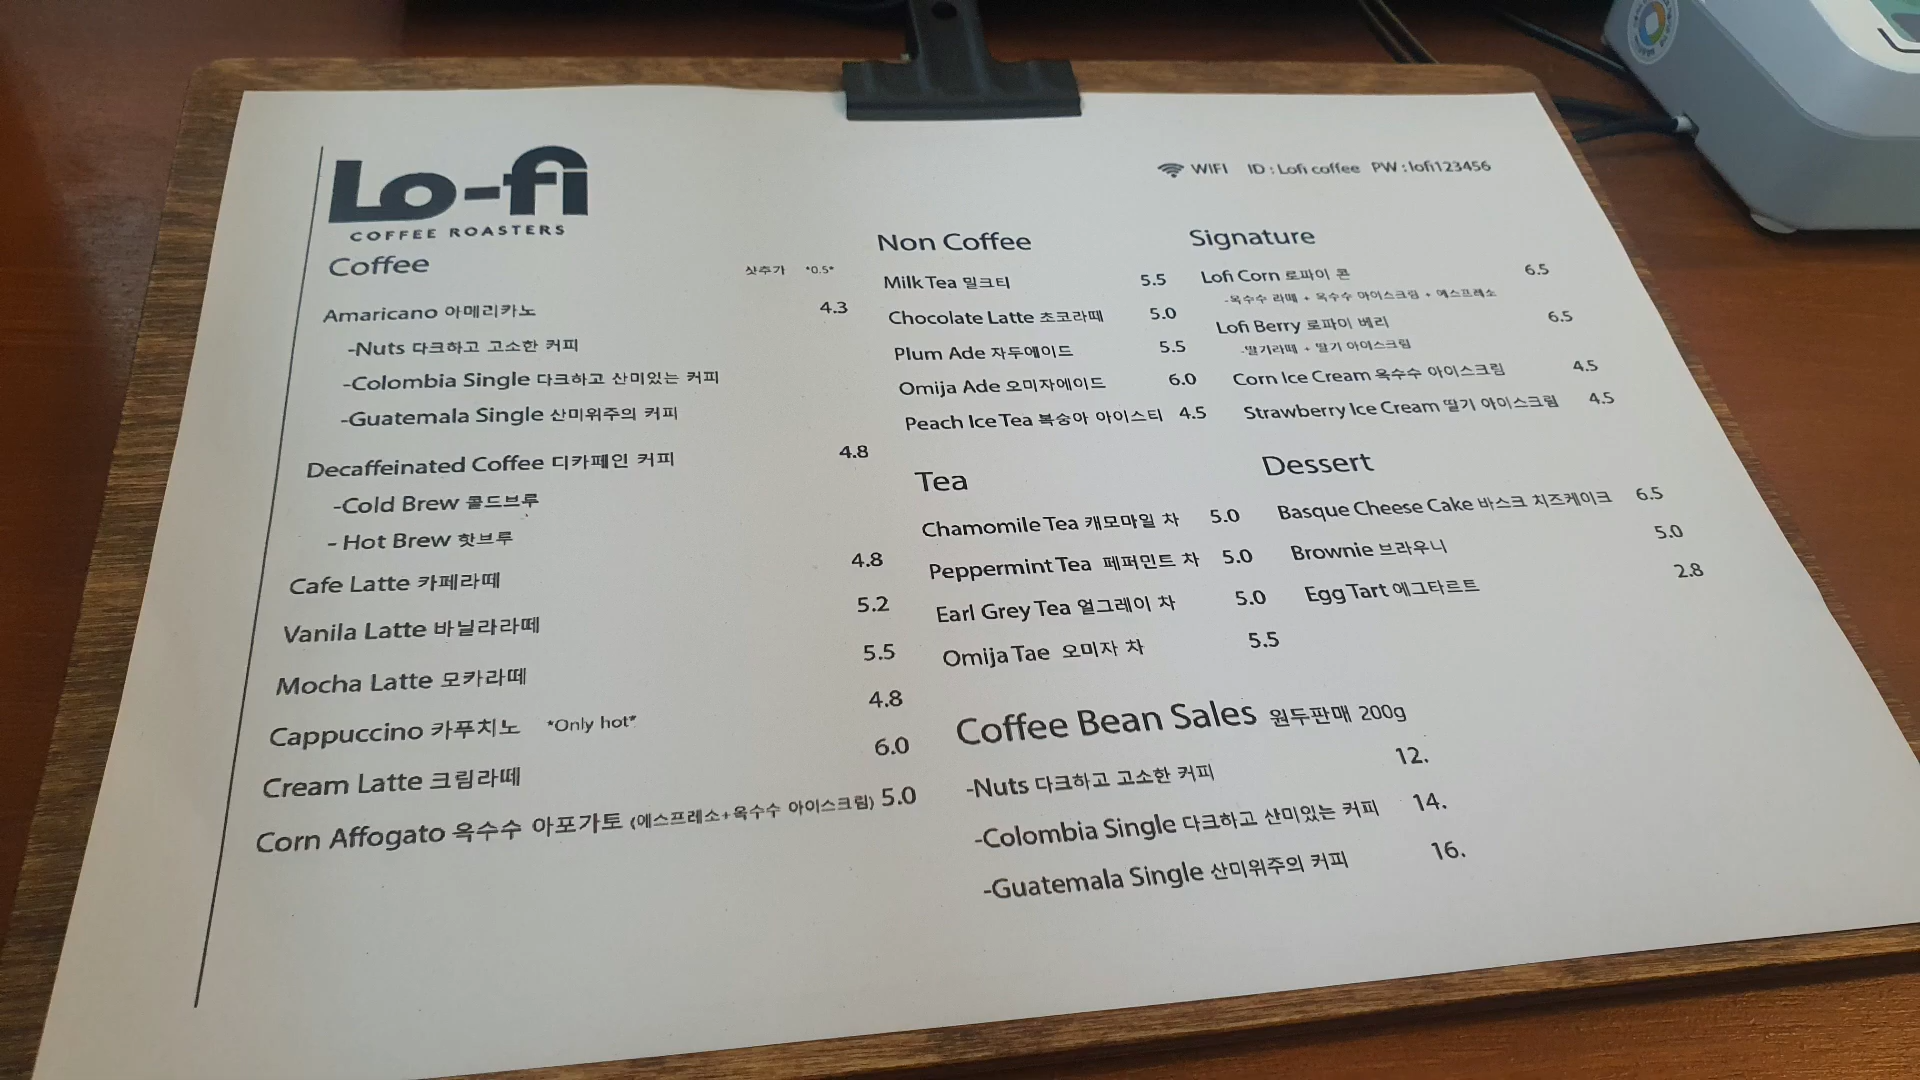 Lo-fi
COFFEE ROASTERS
WIFI ID : Lofi coffee PW : lofi123456
Coffee
샷추가 *0.5*
Amaricano 아메리카노 4.3
-Nuts 다크하고 고소한 커피
-Colombia Single 다크하고 산미있는 커피
-Guatemala Single 산미위주의 커피
Decaffeinated Coffee 디카페인 커피 4.8
-Cold Brew 콜드브루
- Hot Brew 핫브루
Cafe Latte 카페라떼 4.8
Vanila Latte 바닐라라떼 5.2
Mocha Latte 모카라떼 5.5
Cappuccino 카푸치노 *Only hot* 4.8
Cream Latte 크림라떼 6.0
Corn Affogato 옥수수 아포가토 (에스프레소+옥수수 아이스크림) 5.0
Non Coffee
Milk Tea 밀크티 5.5
Chocolate Latte 초코라떼 5.0
Plum Ade 자두에이드 5.5
Omija Ade 오미자에이드 6.0
Peach Ice Tea 복숭아 아이스티 4.5
Tea
Chamomile Tea 캐모마일 차 5.0
Peppermint Tea 페퍼민트 차 5.0
Earl Grey Tea 얼그레이 차 5.0
Omija Tae 오미자 차 5.5
Signature
Lofi Corn 로파이 콘 6.5
-옥수수 라떼 + 옥수수 아이스크림 + 에스프레소
Lofi Berry 로파이 베리 6.5
-딸기라떼 + 딸기 아이스크림
Corn Ice Cream 옥수수 아이스크림 4.5
Strawberry Ice Cream 딸기 아이스크림 4.5
Dessert
Basque Cheese Cake 바스크 치즈케이크 6.5
Brownie 브라우니 5.0
Egg Tart 에그타르트 2.8
Coffee Bean Sales 원두판매 200g
-Nuts 다크하고 고소한 커피 12.
-Colombia Single 다크하고 산미있는 커피 14.
-Guatemala Single 산미위주의 커피 16.